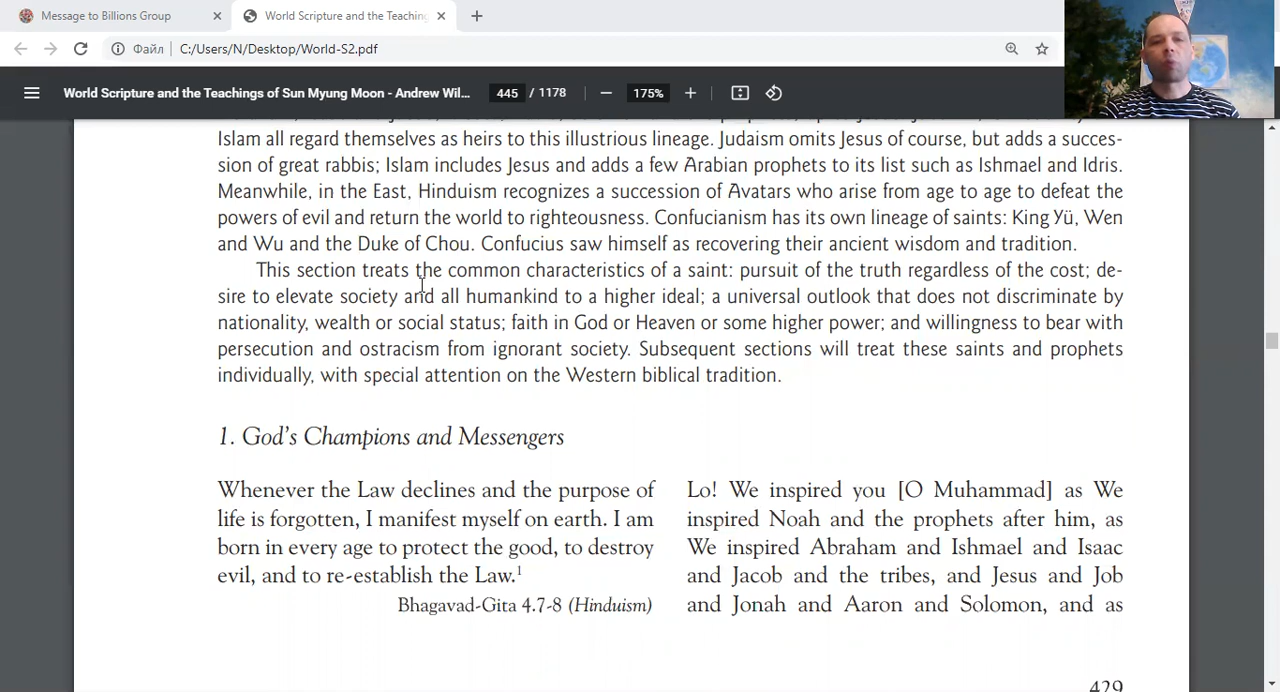 Message to Billions Group
World Scripture and the Teaching
Файл
C:/Users/N/Desktop/World-S2.pdf
World Scripture and the Teachings of Sun Myung Moon - Andrew Wil...
445 / 1178
175%
Islam all regard themselves as heirs to this illustrious lineage. Judaism omits Jesus of course, but adds a succes-
sion of great rabbis; Islam includes Jesus and adds a few Arabian prophets to its list such as Ishmael and Idris.
Meanwhile, in the East, Hinduism recognizes a succession of Avatars who arise from age to age to defeat the
powers of evil and return the world to righteousness. Confucianism has its own lineage of saints: King Yü, Wen
and Wu and the Duke of Chou. Confucius saw himself as recovering their ancient wisdom and tradition.
This section treats the common characteristics of a saint: pursuit of the truth regardless of the cost; de-
sire to elevate society and all humankind to a higher ideal; a universal outlook that does not discriminate by
nationality, wealth or social status; faith in God or Heaven or some higher power; and willingness to bear with
persecution and ostracism from ignorant society. Subsequent sections will treat these saints and prophets
individually, with special attention on the Western biblical tradition.
1. God's Champions and Messengers
Whenever the Law declines and the purpose of
life is forgotten, I manifest myself on earth. I am
born in every age to protect the good, to destroy
evil, and to re-establish the Law.¹
Bhagavad-Gita 4.7-8 (Hinduism)
Lo! We inspired you [O Muhammad] as We
inspired Noah and the prophets after him, as
We inspired Abraham and Ishmael and Isaac
and Jacob and the tribes, and Jesus and Job
and Jonah and Aaron and Solomon, and as
429